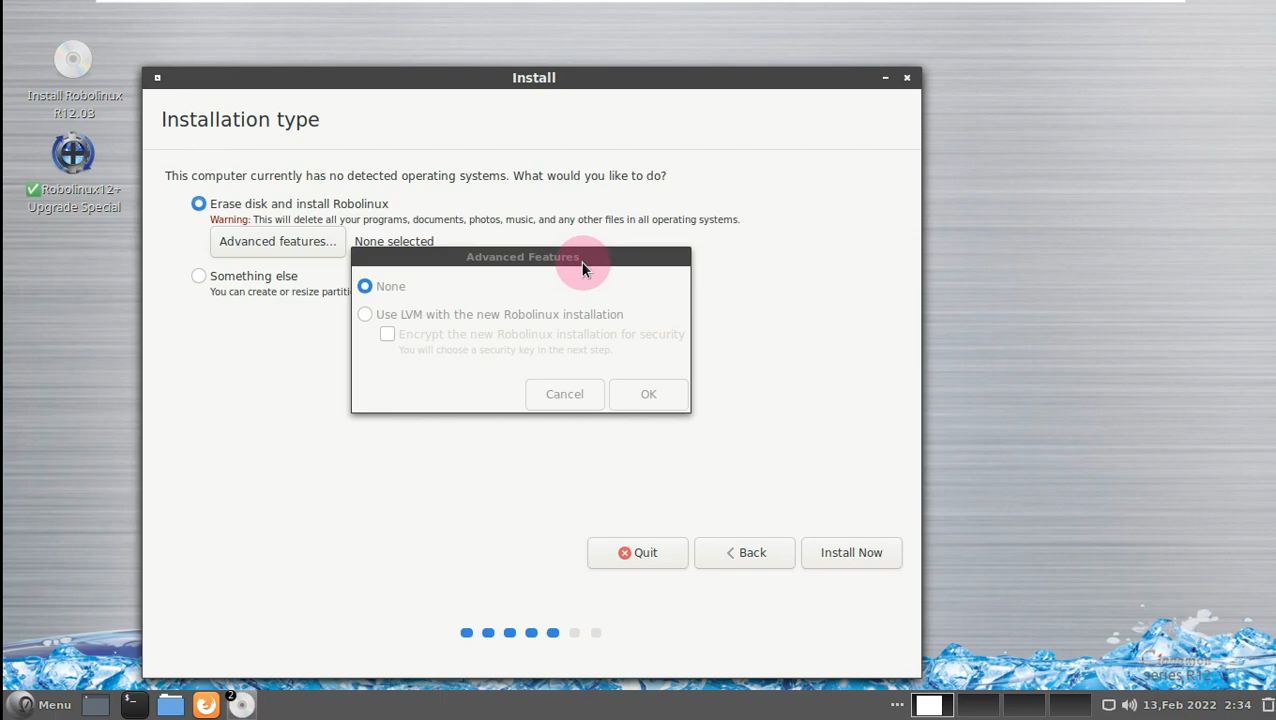 Install Robolinux
R12.03
✅Robolinux12+
Upgrade Special
Install
Installation type
This computer currently has no detected operating systems. What would you like to do?
Erase disk and install Robolinux
Warning: This will delete all your programs, documents, photos, music, and any other files in all operating systems.
Advanced features... None selected
Something else
You can create or resize partiti
Advanced Features
None
Use LVM with the new Robolinux installation
Encrypt the new Robolinux installation for security
You will choose a security key in the next step.
Cancel OK
Quit Back Install Now
Cinnamon
series R12
Menu 2 13,Feb 2022 2:34